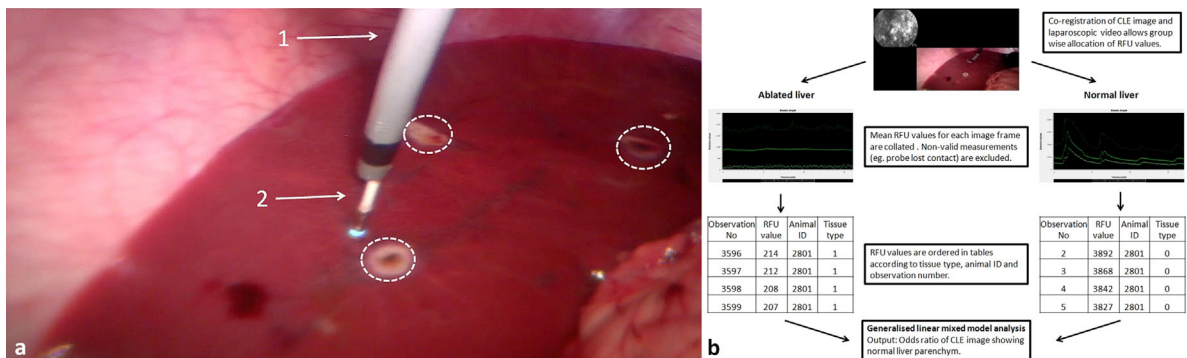 1
2
a
Co-registration of CLE image and
laparoscopic video allows group
wise allocation of RFU values.
Ablated liver
Normal liver
Mean RFU values for each image frame
are collated . Non-valid measurements
(eg. probe lost contact) are excluded.
Observation No RFU value Animal ID Tissue type
3596 214 2801 1
3597 212 2801 1
3598 208 2801 1
3599 207 2801 1
RFU values are ordered in tables
according to tissue type, animal ID and
observation number.
Observation No RFU value Animal ID Tissue type
2 3892 2801 0
3 3868 2801 0
4 3842 2801 0
5 3827 2801 0
b
Generalised linear mixed model analysis
Output: Odds ratio of CLE image showing
normal liver parenchym.